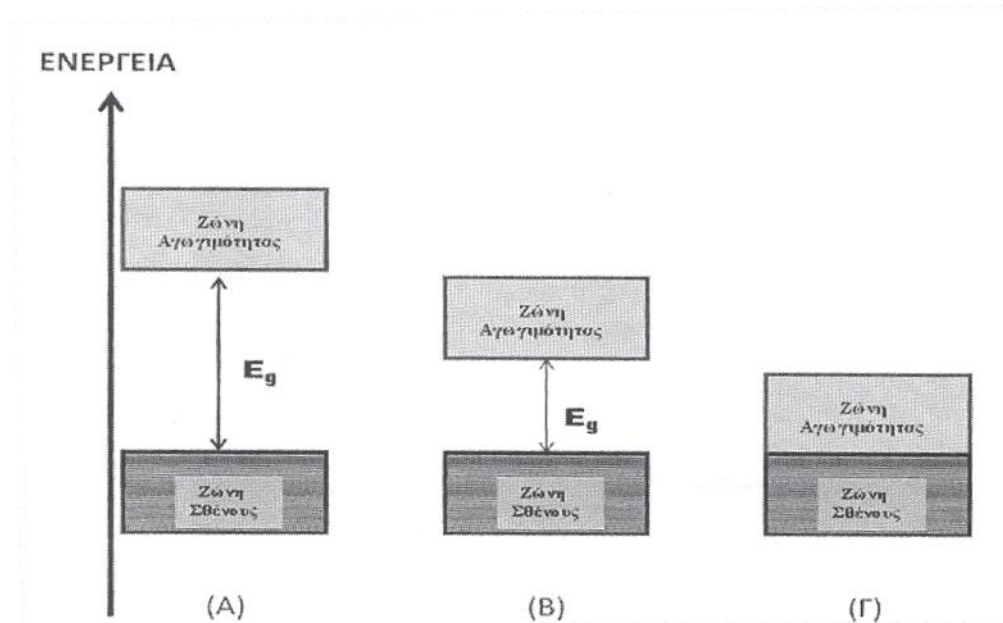 ΕΝΕΡΓΕΙΑ
Ζώνη
Αγωγιμότητας
Ζώνη
Αγωγιμότητας
Eg
Ζώνη
Αγωγιμότητας
Eg
Ζώνη
Σθένους
Ζώνη
Σθένους
Ζώνη
Σθένους
(Α)
(Β)
(Γ)